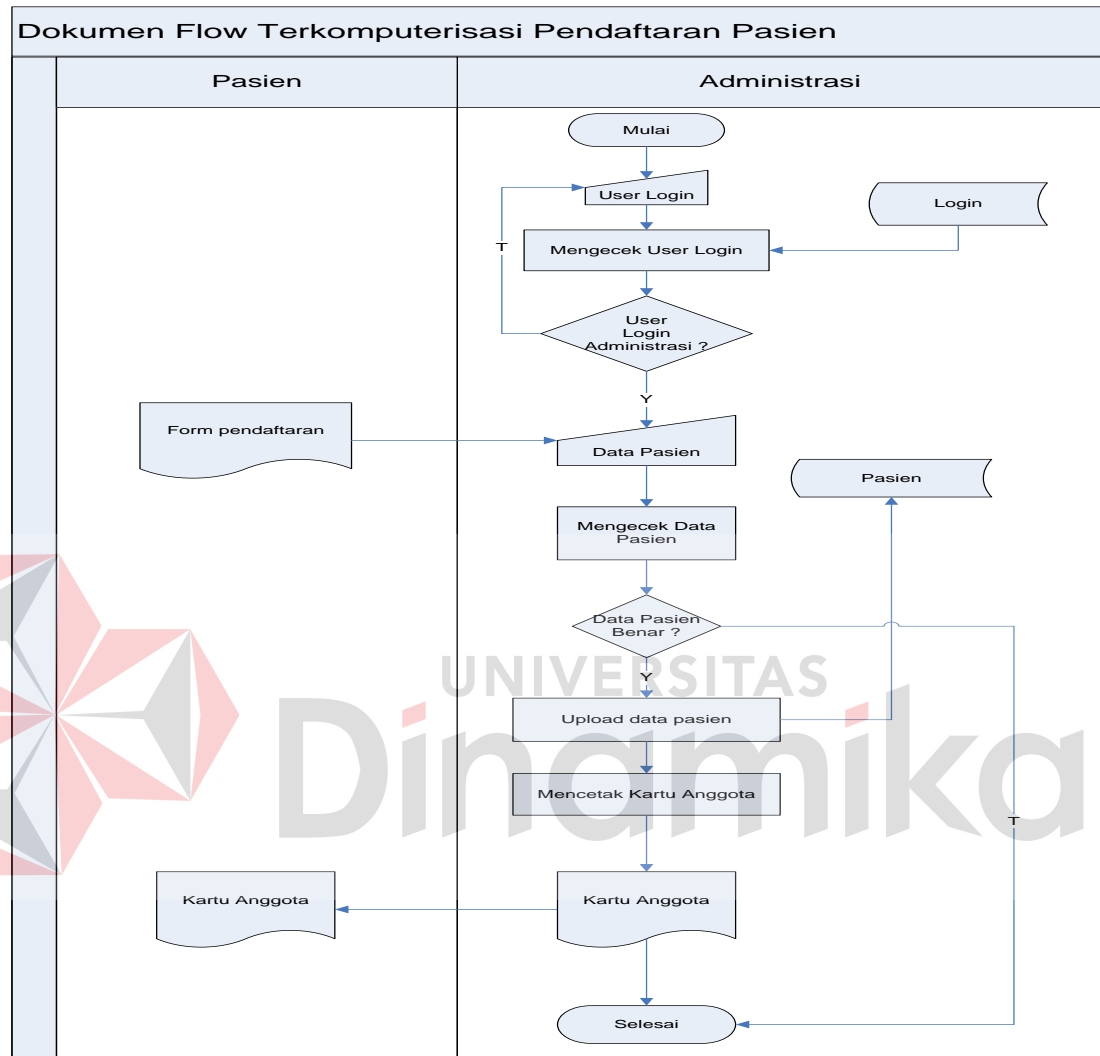 Dokumen Flow Terkomputerisasi Pendaftaran Pasien
Pasien
Administrasi
Mulai
User Login
Login
T
Mengecek User Login
User
Login
Administrasi ?
Y
Form pendaftaran
Data Pasien
Pasien
Mengecek Data
Pasien
Data Pasien
Benar ?
UNIVERSITAS
Y
Dinamika
Upload data pasien
Mencetak Kartu Anggota
T
Kartu Anggota
Kartu Anggota
Selesai